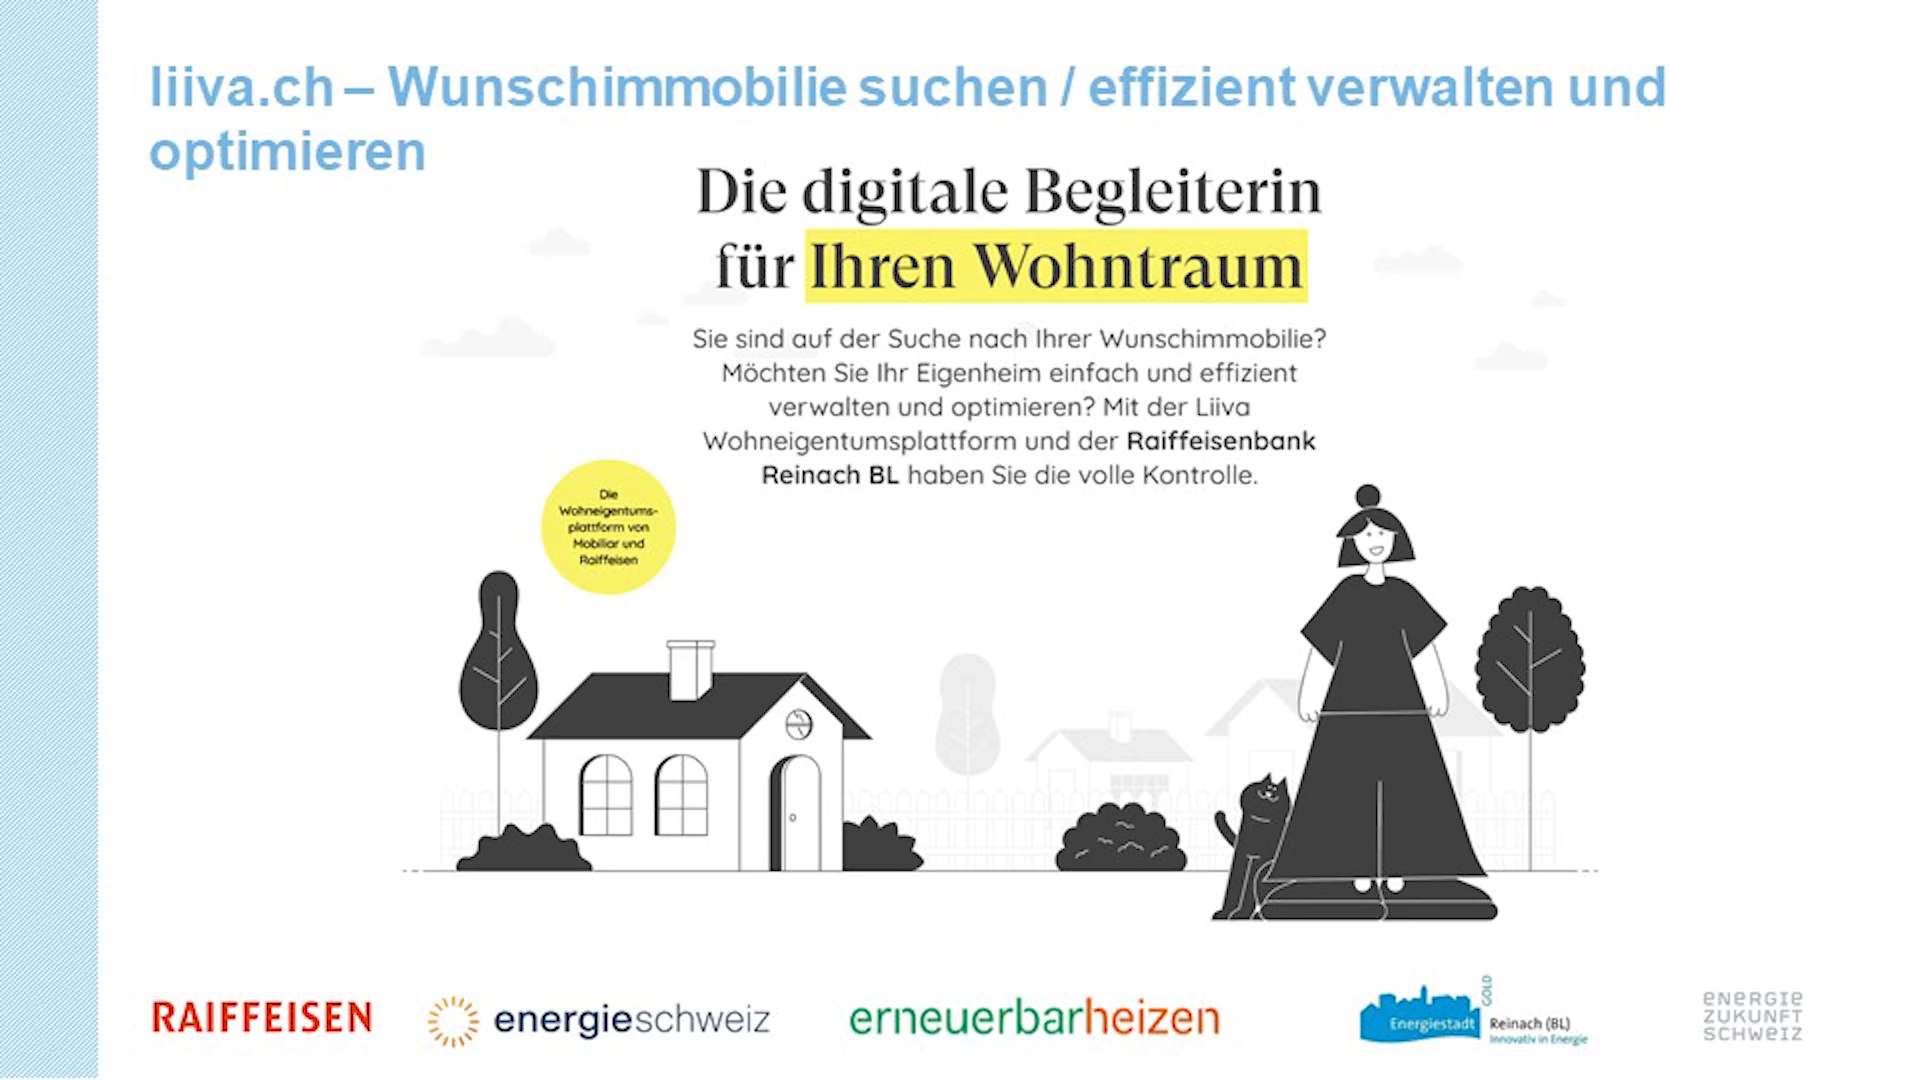 liiva.ch – Wunschimmobilie suchen / effizient verwalten und
optimieren
Die digitale Begleiterin
für Ihren Wohntraum
Sie sind auf der Suche nach Ihrer Wunschimmobilie?
Möchten Sie Ihr Eigenheim einfach und effizient
verwalten und optimieren? Mit der Liiva
Wohneigentumsplattform und der Raiffeisenbank
Reinach BL haben Sie die volle Kontrolle.
Die
Wohneigentums-
plattform von
Mobiliar und
Raiffeisen
RAIFFEISEN
energieschweiz
erneuerbarheizen
Energiestadt
GOLD
Reinach (BL)
Innovativ in Energie
ENERGIE
ZUKUNFT
SCHWEIZ